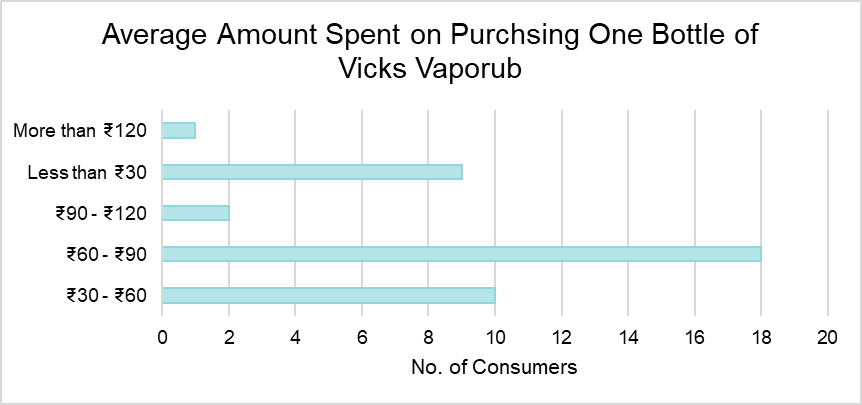 Average Amount Spent on Purchsing One Bottle of
Vicks Vaporub
More than ₹120
Less than ₹30
₹90 - ₹120
₹60 - ₹90
₹30 - ₹60
0 2 4 6 8 10 12 14 16 18 20
No. of Consumers